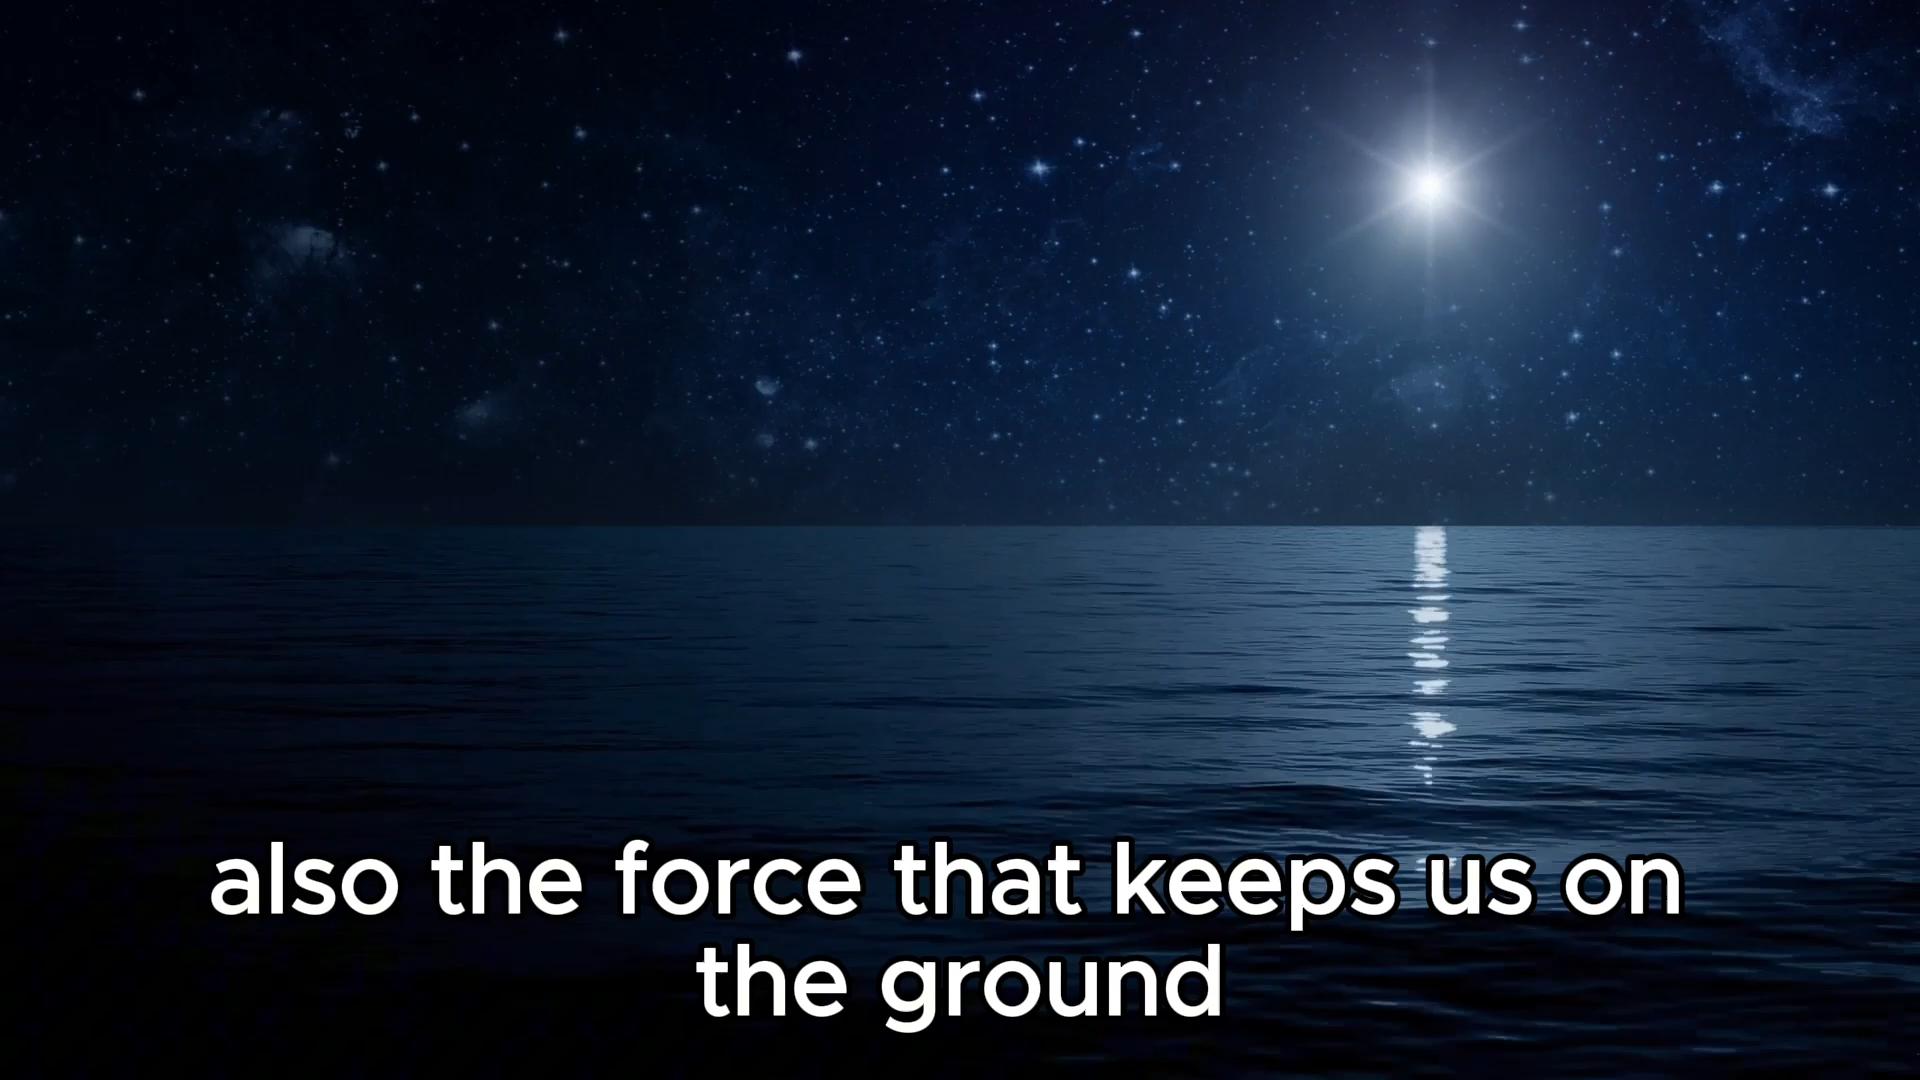 also the force that keeps us on
the ground